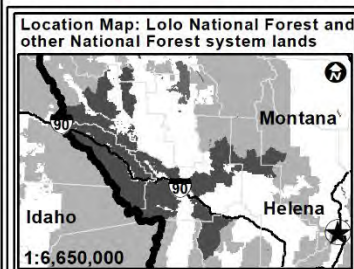 Location Map: Lolo National Forest and
other National Forest system lands
N
Montana
90
90
Helena
Idaho
1:6,650,000